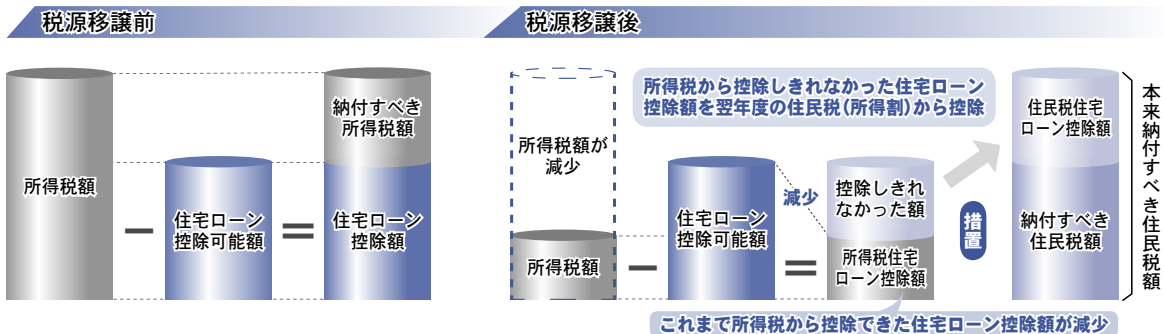 税源移譲前
所得税額
−
住宅ローン
控除可能額
=
納付すべき
所得税額
住宅ローン
控除額
税源移譲後
所得税額が
減少
所得税額
−
住宅ローン
控除可能額
=
減少
控除しきれ
なかった額
所得税住宅
ローン控除額
所得税から控除しきれなかった住宅ローン
控除額を翌年度の住民税(所得割)から控除
措置
住民税住宅
ローン控除額
納付すべき
住民税額
本来納付すべき住民税額
これまで所得税から控除できた住宅ローン控除額が減少